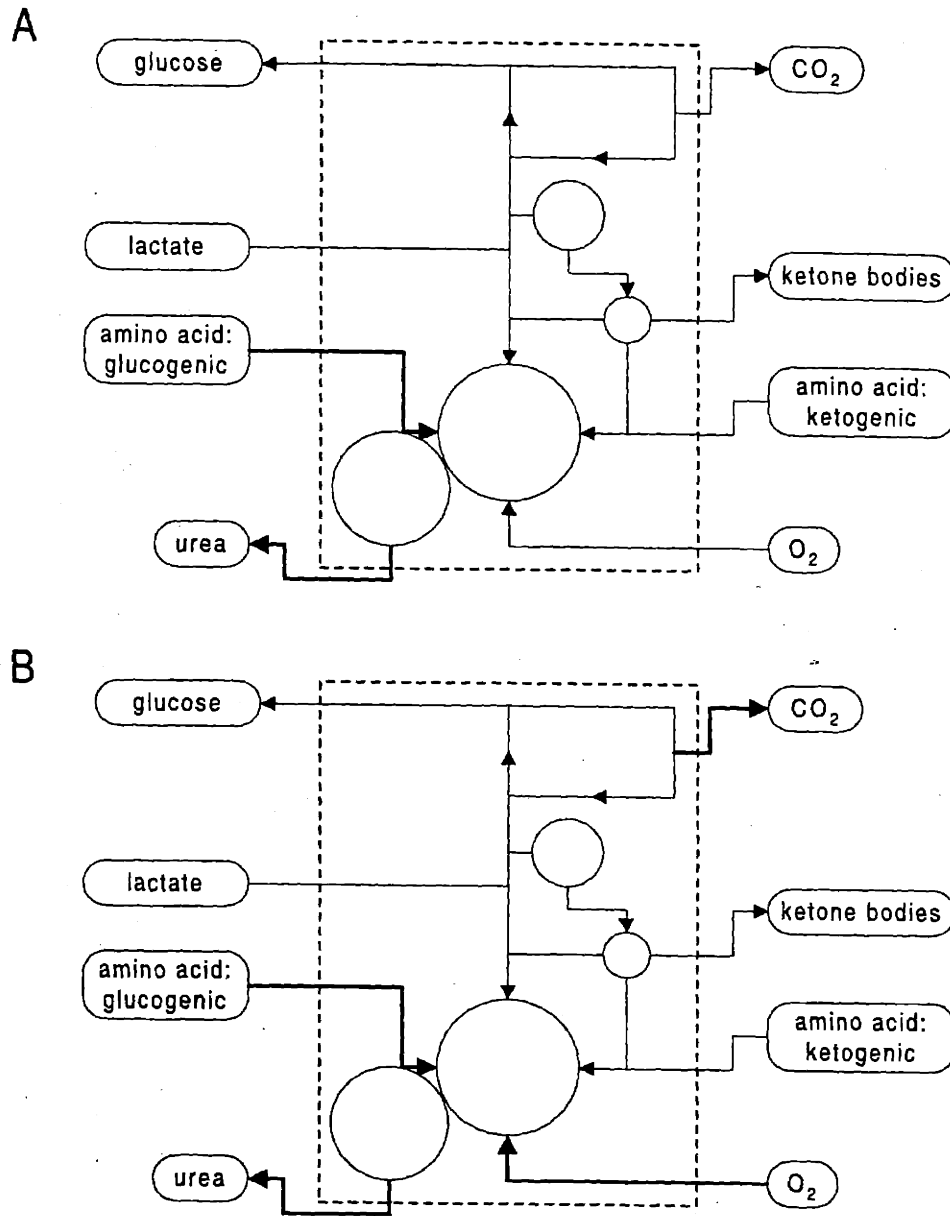 A
glucose
CO₂
lactate
ketone bodies
amino acid:
glucogenic
amino acid:
ketogenic
urea
O₂
B
glucose
CO₂
lactate
ketone bodies
amino acid:
glucogenic
amino acid:
ketogenic
urea
O₂